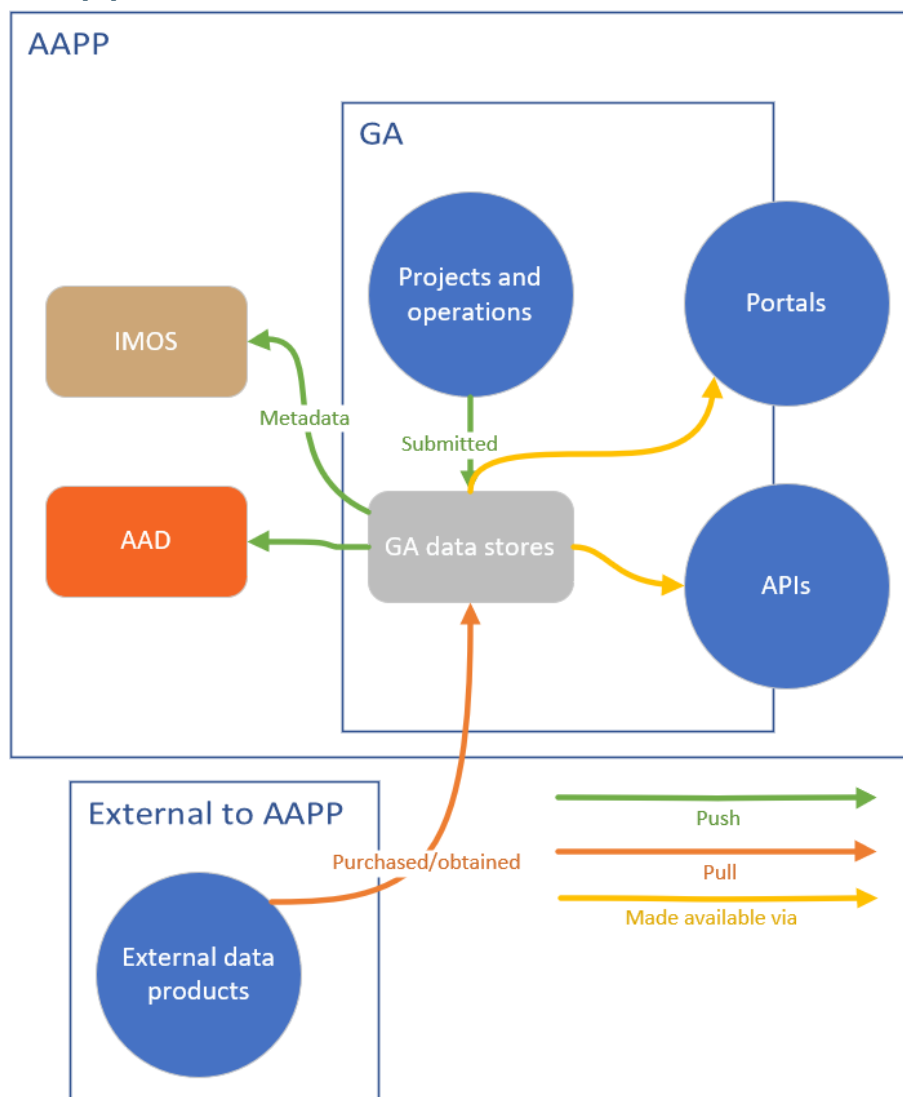 AAPP
GA
Projects and
operations
Portals
IMOS
Metadata
Submitted
AAD
GA data stores
APIs
External to AAPP
Purchased/obtained
External data
products
Push
Pull
Made available via